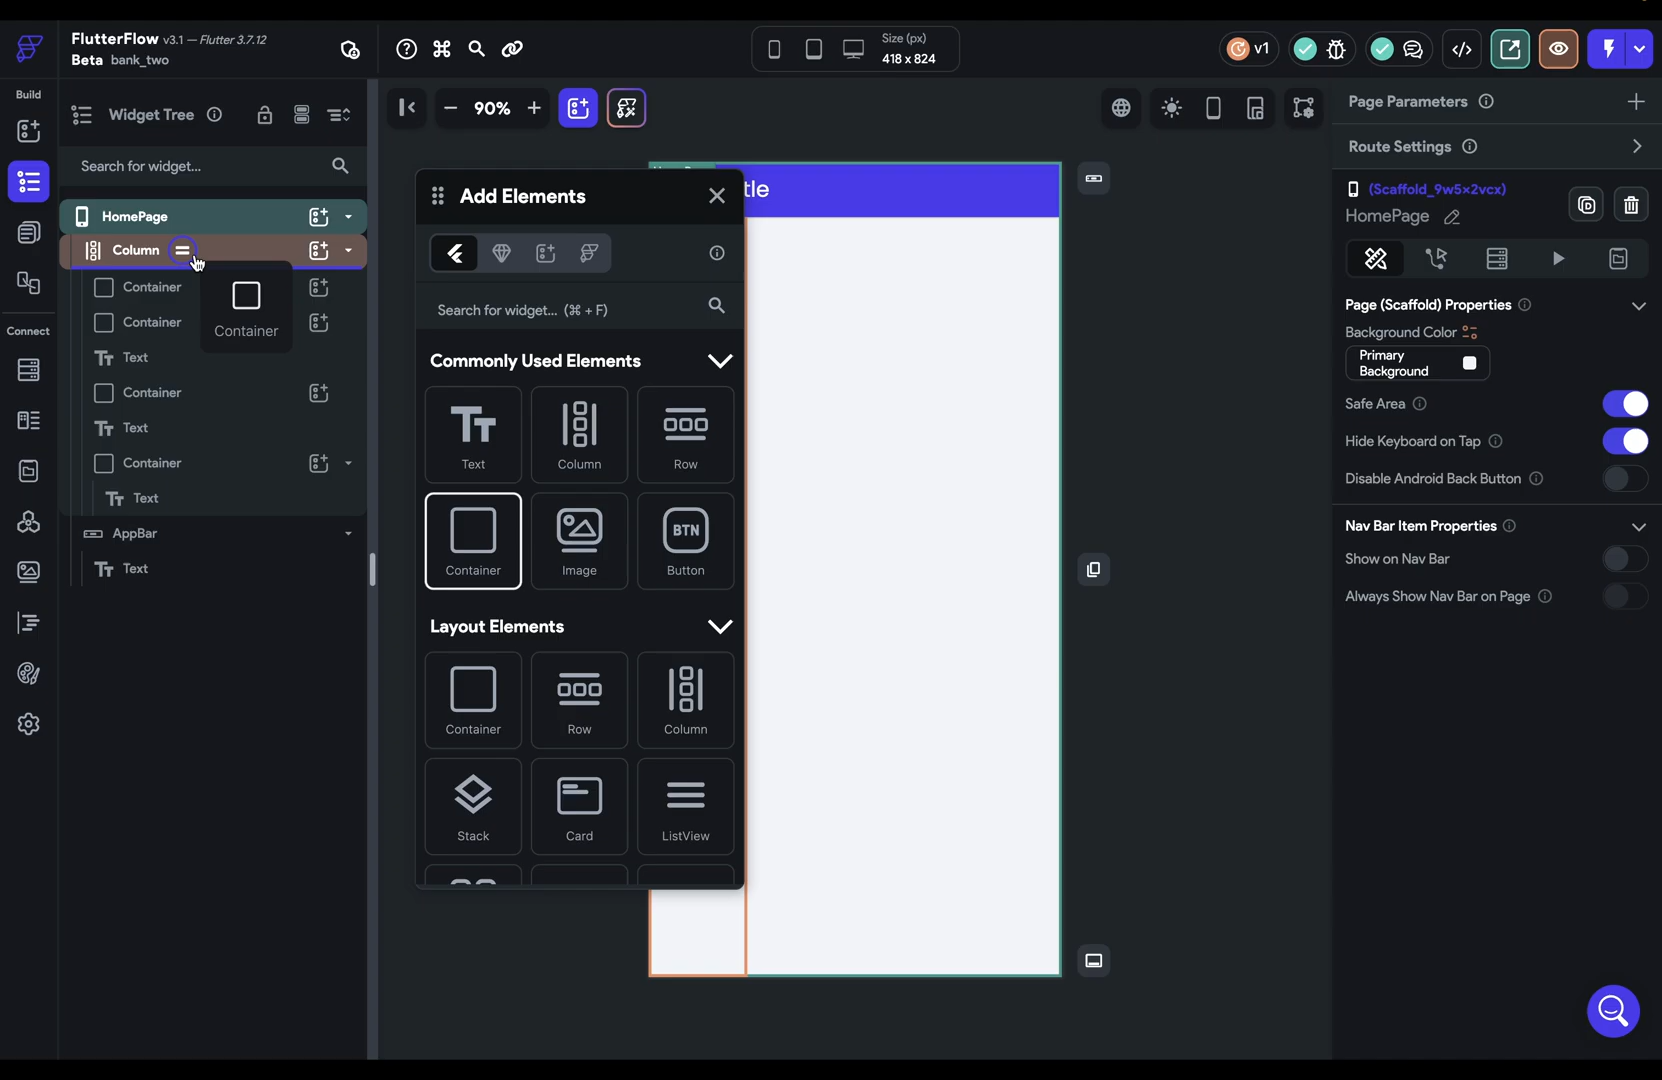 FlutterFlow v3.1 — Flutter 3.7.12
Beta bank_two
Size (px)
418 x 824
v1
Build
Widget Tree
90%
Page Parameters
Search for widget...
Route Settings
HomePage
Column
Container
Container
Text
Container
Text
Container
Text
AppBar
Text
Container
Connect
Add Elements
Search for widget... (⌘ + F)
Commonly Used Elements
Text
Column
Row
Container
Image
BTN
Button
Layout Elements
Container
Row
Column
Stack
Card
ListView
tle
(Scaffold_9w5x2vcx)
HomePage
Page (Scaffold) Properties
Background Color
Primary
Background
Safe Area
Hide Keyboard on Tap
Disable Android Back Button
Nav Bar Item Properties
Show on Nav Bar
Always Show Nav Bar on Page